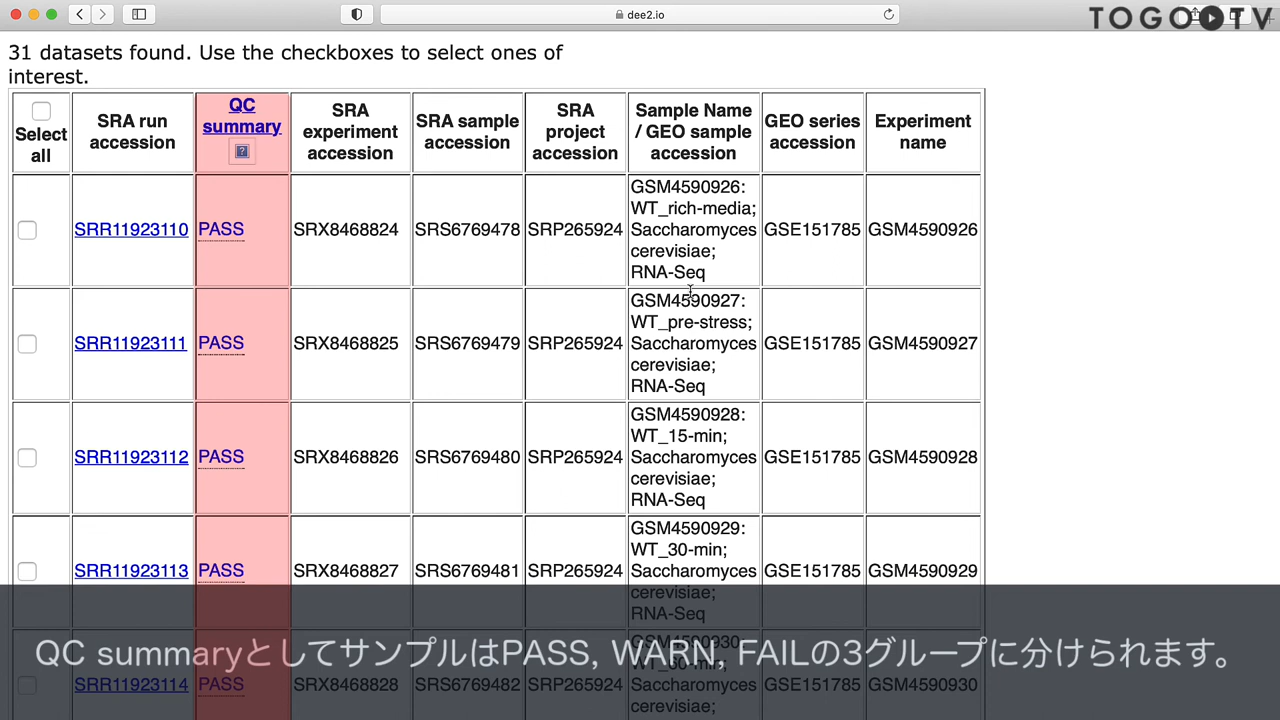 dee2.io
TOGO TV
31 datasets found. Use the checkboxes to select ones of
interest.
Select
all
SRA run
accession
QC
summary
?
SRA
experiment
accession
SRA sample
accession
SRA
project
accession
Sample Name
/ GEO sample
accession
GEO series
accession
Experiment
name
SRR11923110
PASS
SRX8468824
SRS6769478
SRP265924
GSM4590926:
WT_rich-media;
Saccharomyces
cerevisiae;
RNA-Seq
GSE151785
GSM4590926
SRR11923111
PASS
SRX8468825
SRS6769479
SRP265924
GSM4590927:
WT_pre-stress;
Saccharomyces
cerevisiae;
RNA-Seq
GSE151785
GSM4590927
SRR11923112
PASS
SRX8468826
SRS6769480
SRP265924
GSM4590928:
WT_15-min;
Saccharomyces
cerevisiae;
RNA-Seq
GSE151785
GSM4590928
SRR11923113
PASS
SRX8468827
SRS6769481
SRP265924
GSM4590929:
WT_30-min;
Saccharomyces
cerevisiae;
RNA-Seq
GSE151785
GSM4590929
SRR11923114
PASS
SRX8468828
SRS6769482
SRP265924
GSM4590930:
WT_60-min;
Saccharomyces
cerevisiae;
GSE151785
GSM4590930
QC summaryとしてサンプルはPASS, WARN,, FAILの3グループに分けられます。